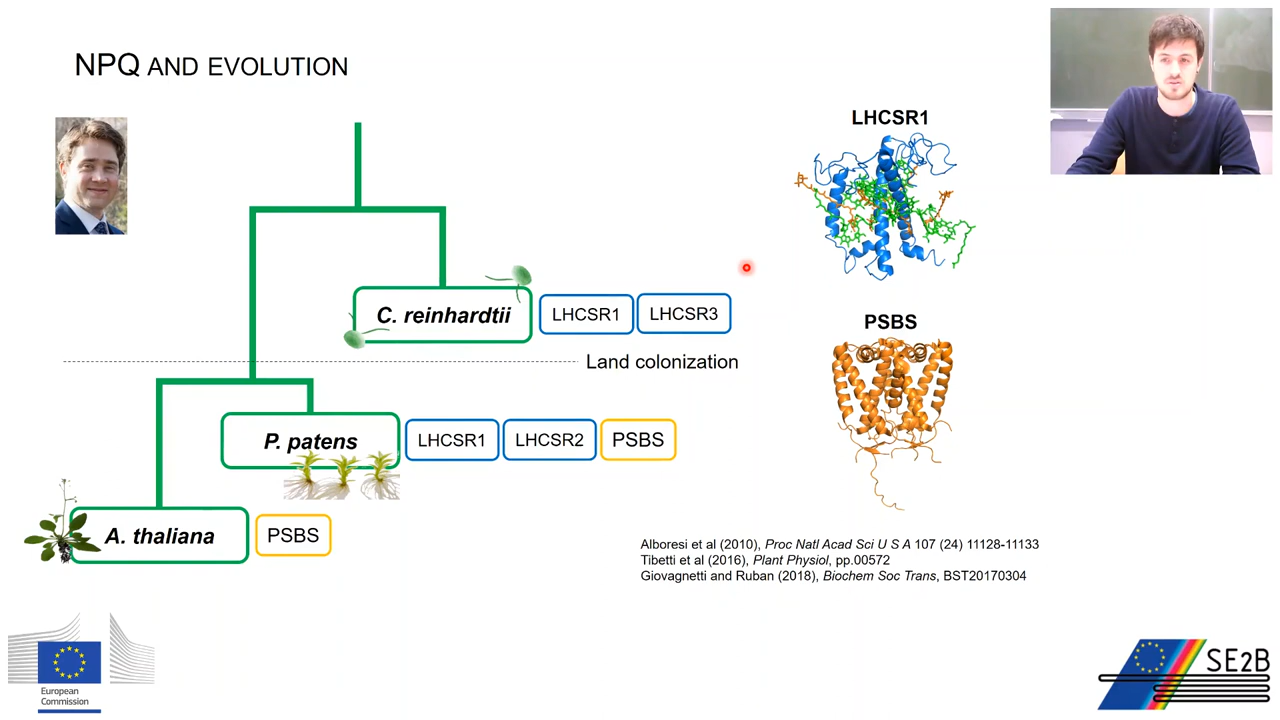 NPQ AND EVOLUTION
LHCSR1
C. reinhardtii
LHCSR1
LHCSR3
PSBS
Land colonization
P. patens
LHCSR1
LHCSR2
PSBS
A. thaliana
PSBS
Alboresi et al (2010), Proc Natl Acad Sci U S A 107 (24) 11128-11133
Tibetti et al (2016), Plant Physiol, pp.00572
Giovagnetti and Ruban (2018), Biochem Soc Trans, BST20170304
European
Commission
SE2B